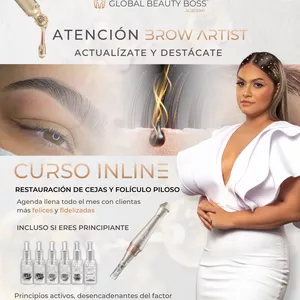 GLOBAL BEAUTY BOSS
ATENCIÓN BROW ARTIST
ACTUALÍZATE Y DESTÁCATE
CURSO INLINE
RESTAURACIÓN DE CEJAS Y FOLÍCULO PILOSO
Agenda llena todo el mes con clientas
más felices y fidelizadas
INCLUSO SI ERES PRINCIPIANTE
Principios activos, desencadenantes del factor